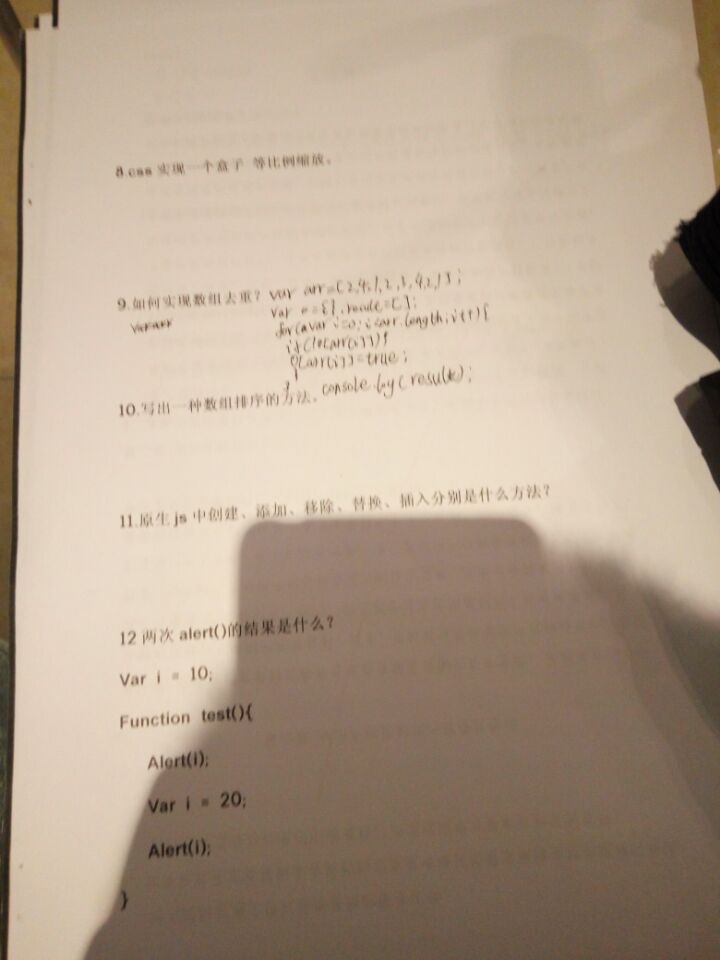 8.css 实现一个盒子 等比例缩放。
9.如何实现数组去重? var arr=[2,4,1,2,3,4,2,1];
var arr
var o={},result=[];
for(var i=0;i<arr.length;i++){
if(!o[arr[i]]){
o[arr[i]]=true;
}
}
console.log(result);
10.写出一种数组排序的方法。
11.原生 js 中创建、添加、移除、替换、插入分别是什么方法?
12 两次 alert()的结果是什么?
Var i = 10;
Function test(){
Alert(i);
Var i = 20;
Alert(i);
}